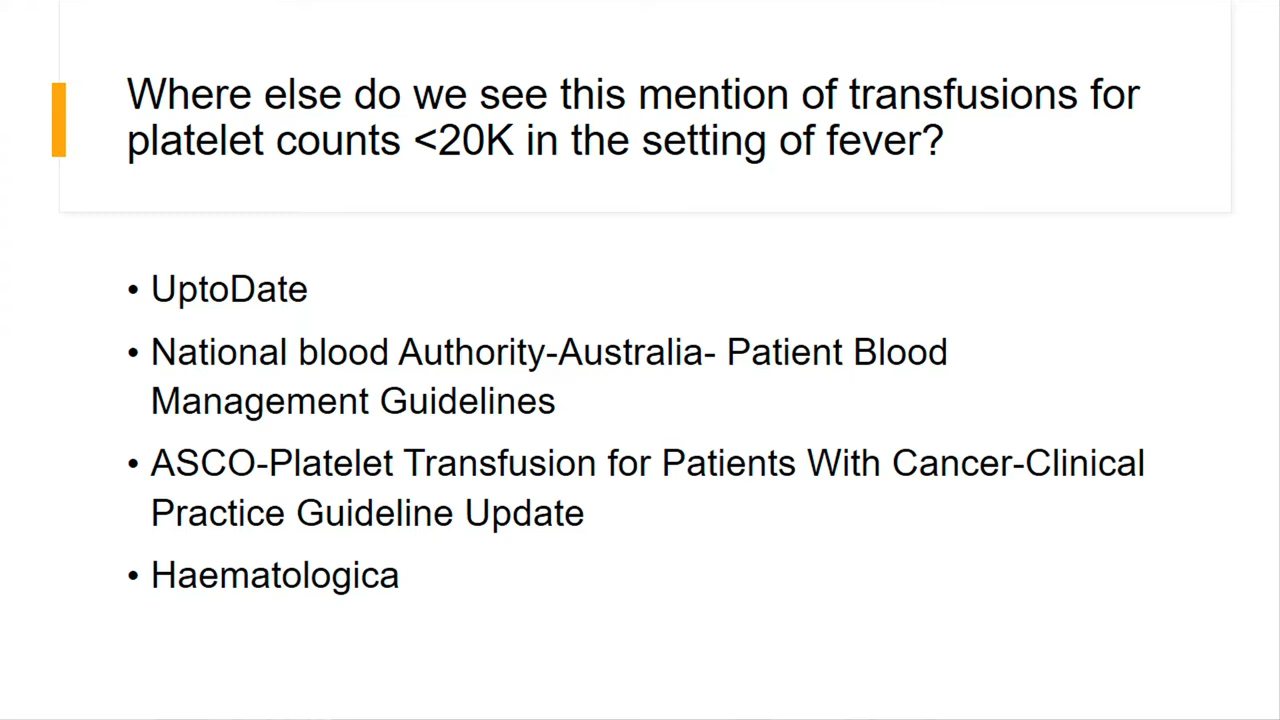 Where else do we see this mention of transfusions for
platelet counts <20K in the setting of fever?
• UptoDate
• National blood Authority-Australia- Patient Blood
Management Guidelines
• ASCO-Platelet Transfusion for Patients With Cancer-Clinical
Practice Guideline Update
• Haematologica